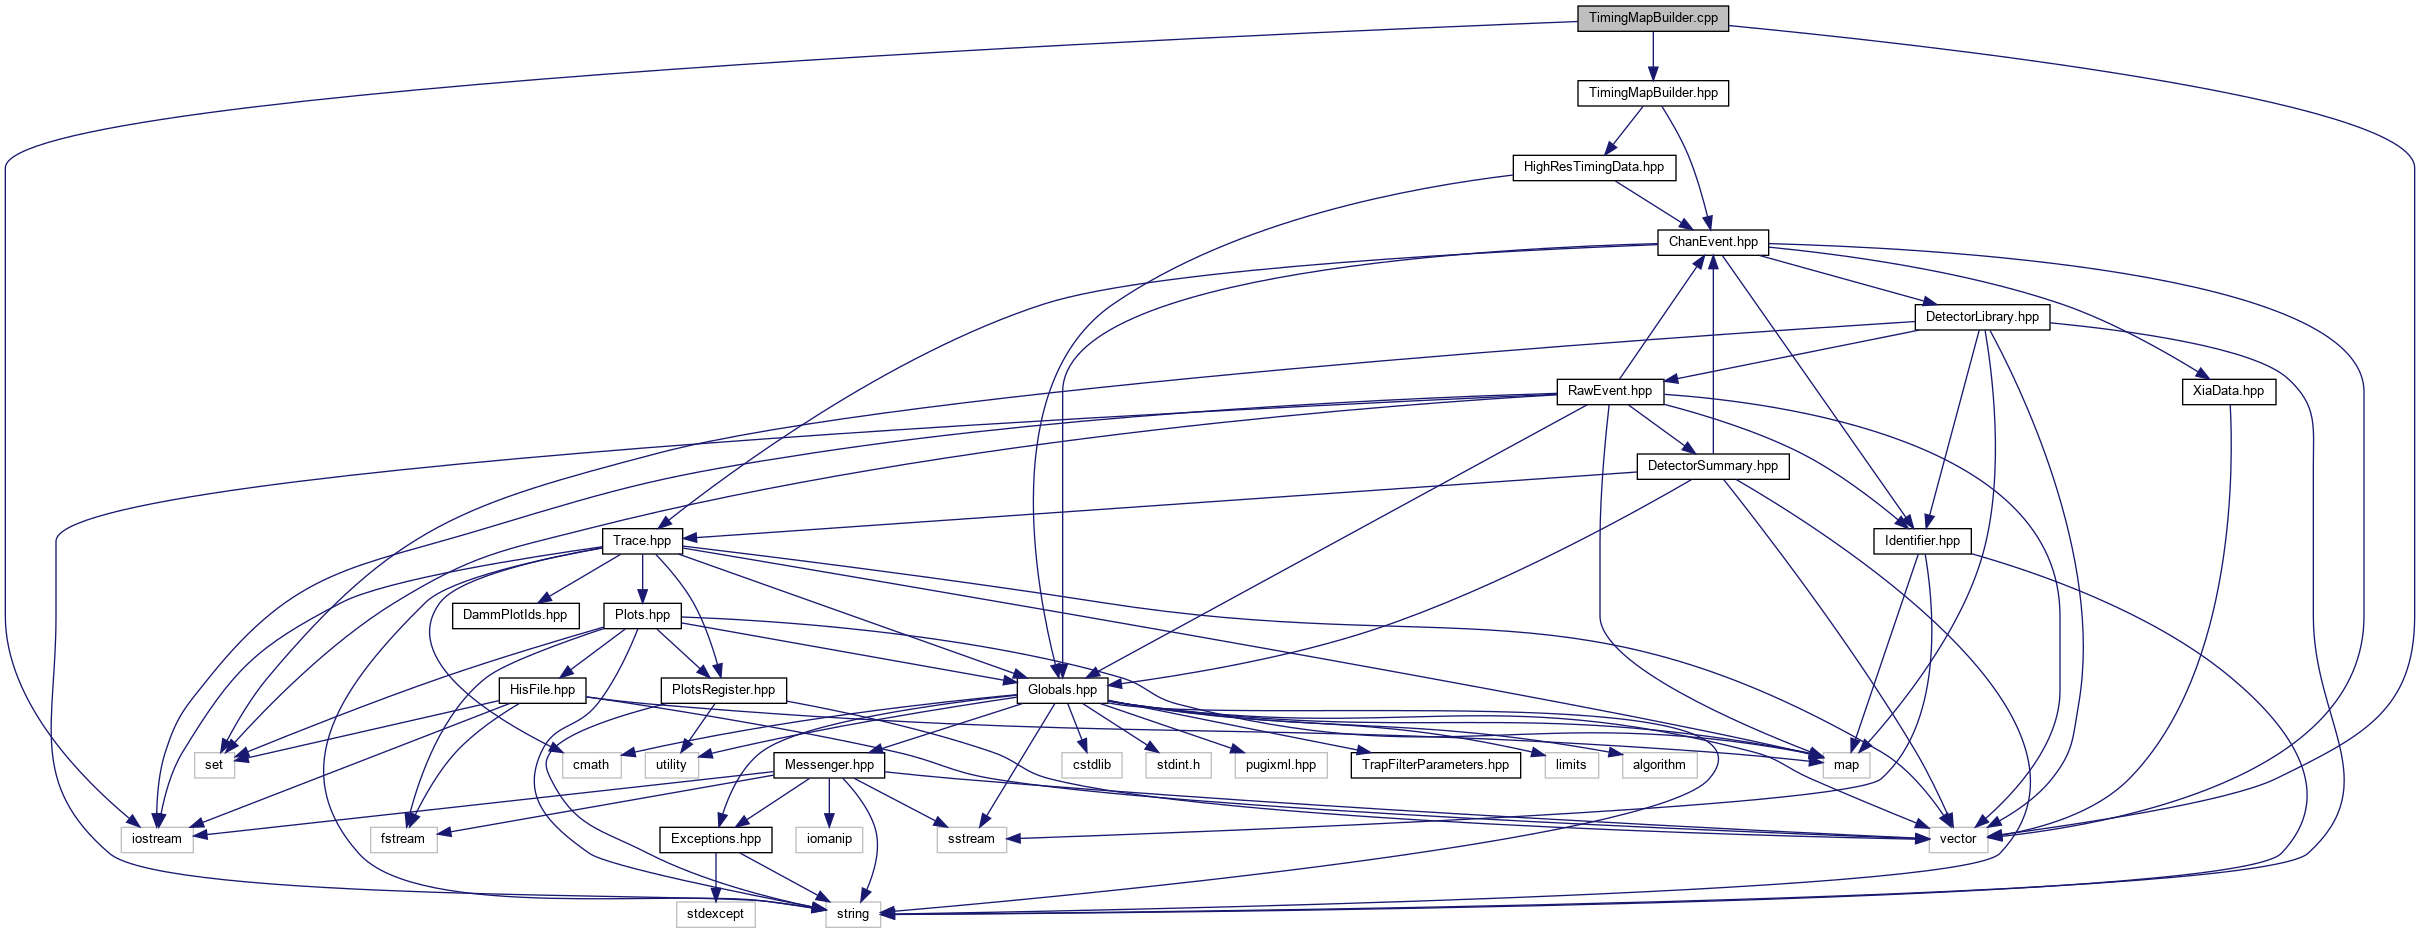 TimingMapBuilder.cpp
TimingMapBuilder.hpp
HighResTimingData.hpp
ChanEvent.hpp
DetectorLibrary.hpp
RawEvent.hpp
XiaData.hpp
DetectorSummary.hpp
Trace.hpp
Identifier.hpp
DammPlotIds.hpp
Plots.hpp
HisFile.hpp
PlotsRegister.hpp
Globals.hpp
set
cmath
utility
Messenger.hpp
cstdlib
stdint.h
pugixml.hpp
TrapFilterParameters.hpp
limits
algorithm
map
iostream
fstream
Exceptions.hpp
iomanip
sstream
vector
stdexcept
string